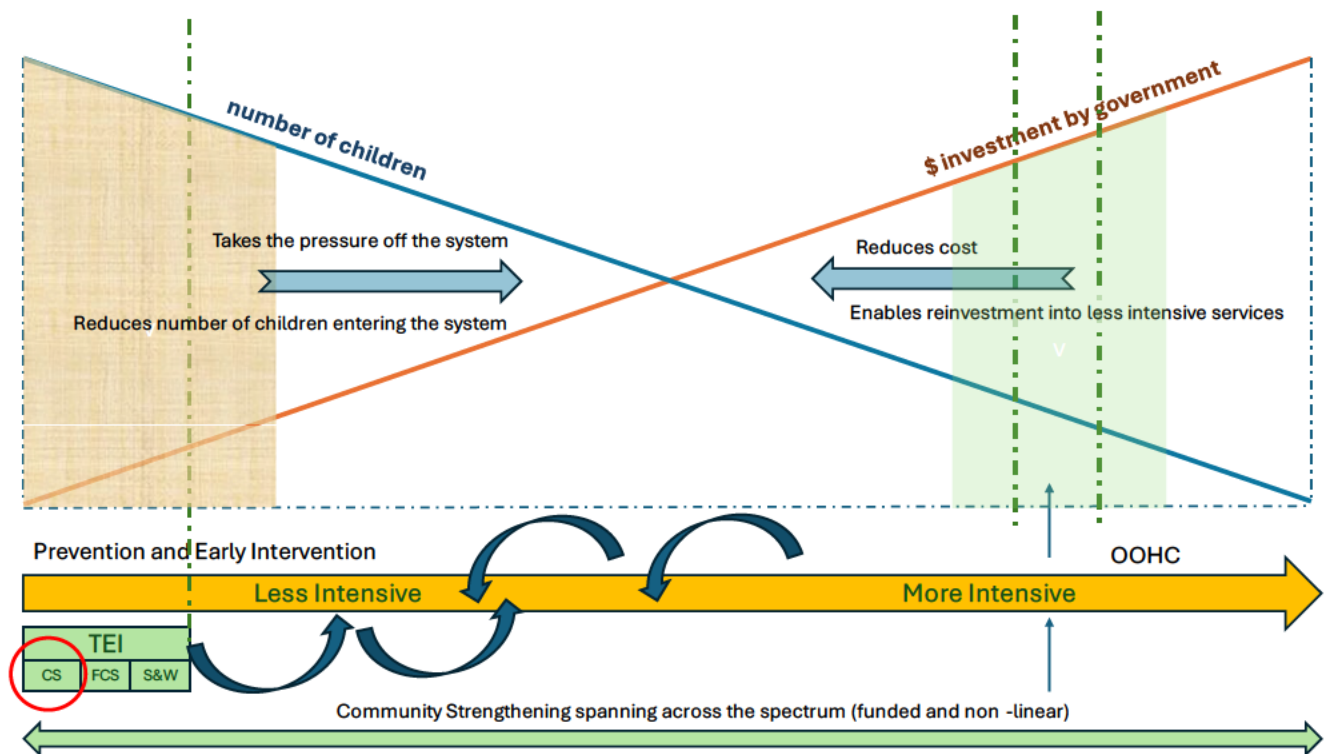 number of children
$ investment by government
Takes the pressure off the system
Reduces cost
Reduces number of children entering the system
Enables reinvestment into less intensive services
v
Prevention and Early Intervention
OOHC
Less Intensive
More Intensive
TEI
CS
FCS
S&W
Community Strengthening spanning across the spectrum (funded and non -linear)